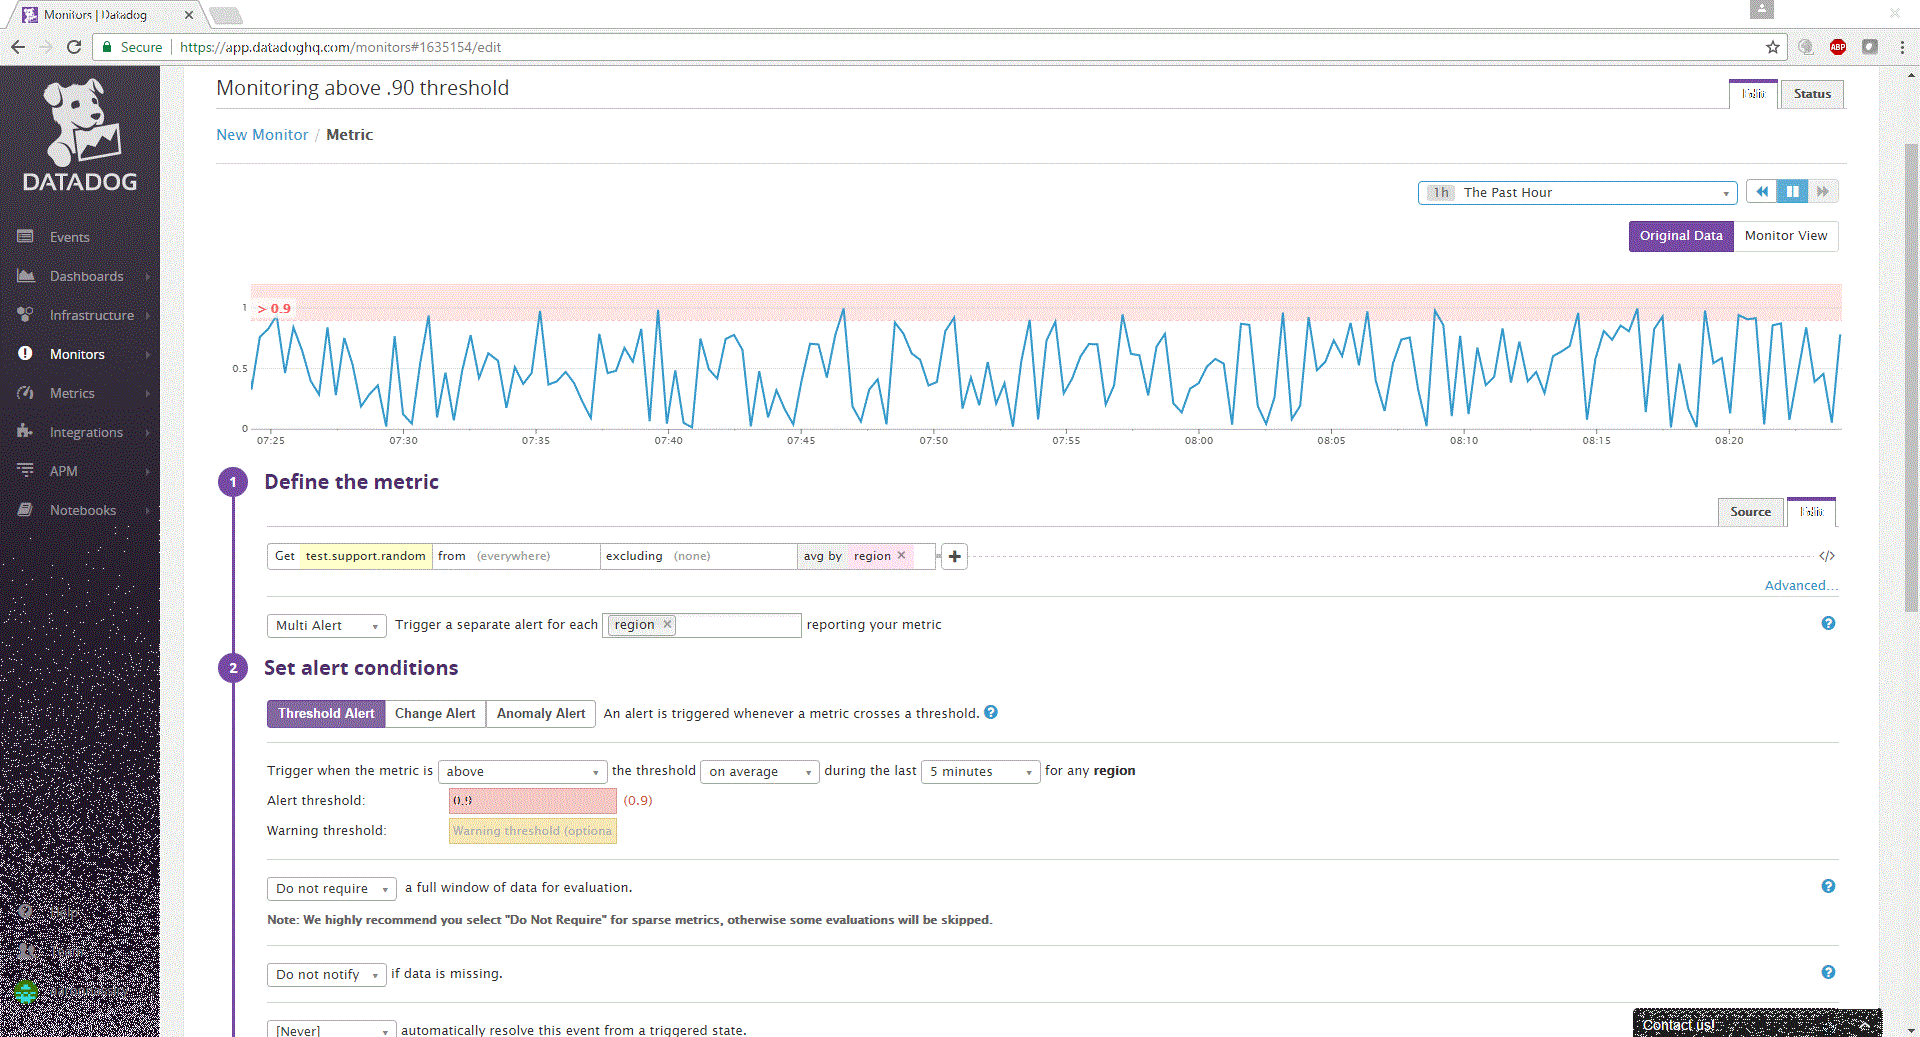 Monitors | Datadog
Secure | https://app.datadoghq.com/monitors#1635154/edit
ABP
DATADOG
Events
Dashboards
Infrastructure
Monitors
Metrics
Integrations
APM
Notebooks
Monitoring above .90 threshold
Status
New Monitor / Metric
1h The Past Hour
Original Data Monitor View
> 0.9
1
0.5
0
07:25 07:30 07:35 07:40 07:45 07:50 07:55 08:00 08:05 08:10 08:15 08:20
1 Define the metric
Source
Get test.support.random from (everywhere) excluding (none) avg by region × + </>
Advanced...
Multi Alert Trigger a separate alert for each region × reporting your metric ?
2 Set alert conditions
Threshold Alert Change Alert Anomaly Alert An alert is triggered whenever a metric crosses a threshold. ?
Trigger when the metric is above the threshold on average during the last 5 minutes for any region
Alert threshold: 0.9 (0.9)
Warning threshold: Warning threshold (optiona
Do not require a full window of data for evaluation. ?
Note: We highly recommend you select "Do Not Require" for sparse metrics, otherwise some evaluations will be skipped.
Do not notify if data is missing. ?
[Never] automatically resolve this event from a triggered state.
Contact us!